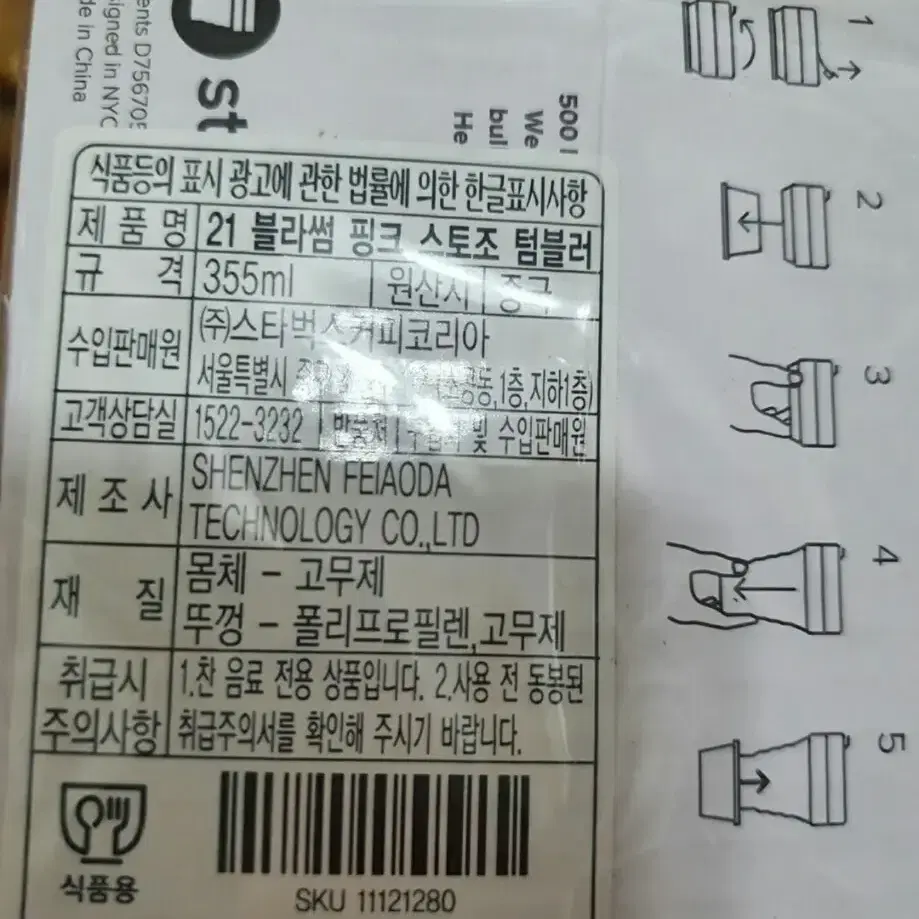 ents D75670
signed in NYC
de in China
st
500
We
bul
He
식품등의 표시 광고에 관한 법률에 의한 한글표시사항
제 품 명 21 블라썸 핑크 스토조 텀블러
규 격 355ml 원산지 중국
수입판매원 ㈜스타벅스커피코리아
서울특별시 1층,지하1층)
고객상담실 1522-3232 반품처 및 수입판매원
제 조 사 SHENZHEN FEIAODA
TECHNOLOGY CO.,LTD
재 질 몸체 - 고무제
뚜껑 - 폴리프로필렌,고무제
취급시 주의사항 1.찬 음료 전용 상품입니다. 2.사용 전 동봉된
취급주의서를 확인해 주시기 바랍니다.
식품용
SKU 11121280
1
2
3
4
5